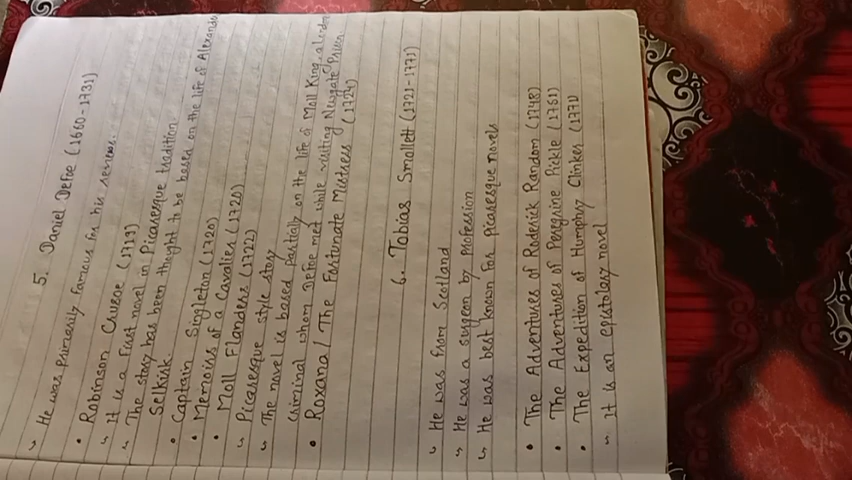 5. Daniel Defoe (1660-1731)
↳ He was primarily famous for his
• Robinson Crusoe (1719)
↳ It is a first novel in Picaresque tradition
↳ The story has been thought to be based on the life of Alexande
Selkirk.
• Captain Singleton (1720)
• Memoirs of a Cavalier (1720)
• Moll Flanders (1722)
↳ Picaresque style story
↳ The novel is based partially on the life of Moll King, a London
Criminal whom Defoe met while visiting Newgate Prison
• Roxana / The Fortunate Mistress (1724)
6. Tobias Smollett (1721-1771)
↳ He was from Scotland
↳ He was a surgeon by profession
↳ He was best known for picaresque novels
• The Adventures of Roderick Random (1748)
• The Adventures of Peregrine Pickle (1751)
• The Expedition of Humphry Clinker (1771)
↳ It is an epistolary novel